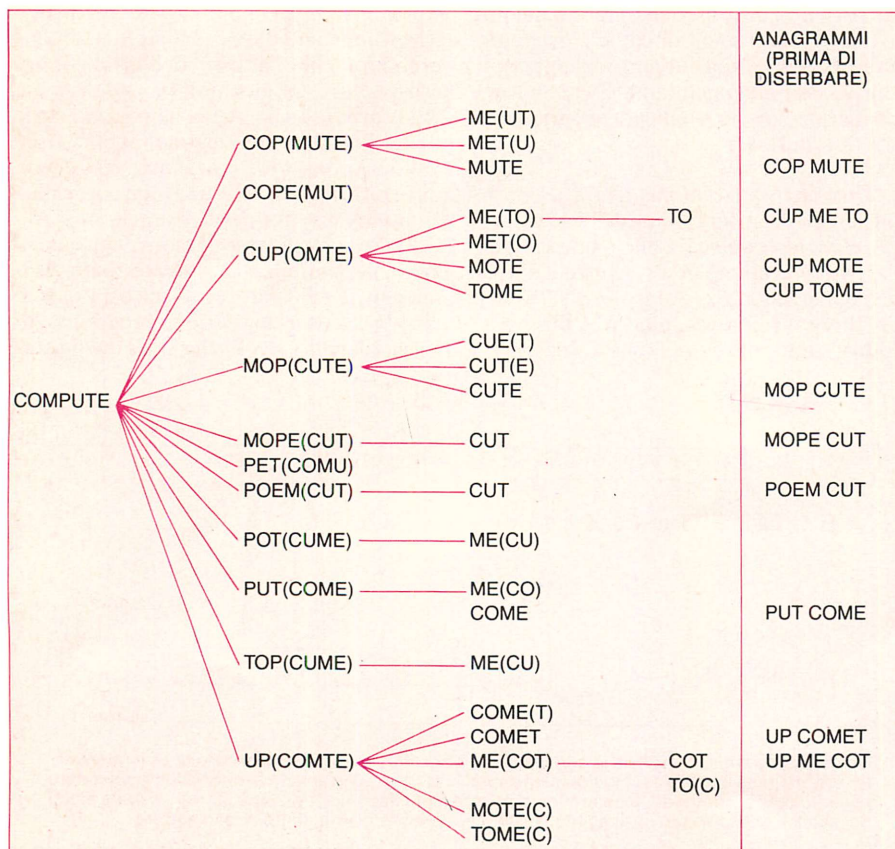 ANAGRAMMI
(PRIMA DI
DISERBARE)
ME(UT)
COP(MUTE) MET(U)
MUTE COP MUTE
COPE(MUT)
ME(TO) TO CUP ME TO
CUP(OMTE) MET(O)
MOTE CUP MOTE
TOME CUP TOME
CUE(T)
MOP(CUTE) CUT(E)
CUTE MOP CUTE
COMPUTE
MOPE(CUT) CUT MOPE CUT
PET(COMU)
POEM(CUT) CUT POEM CUT
POT(CUME) ME(CU)
PUT(COME) ME(CO)
COME PUT COME
TOP(CUME) ME(CU)
COME(T)
COMET UP COMET
UP(COMTE) ME(COT) COT UP ME COT
TO(C)
MOTE(C)
TOME(C)